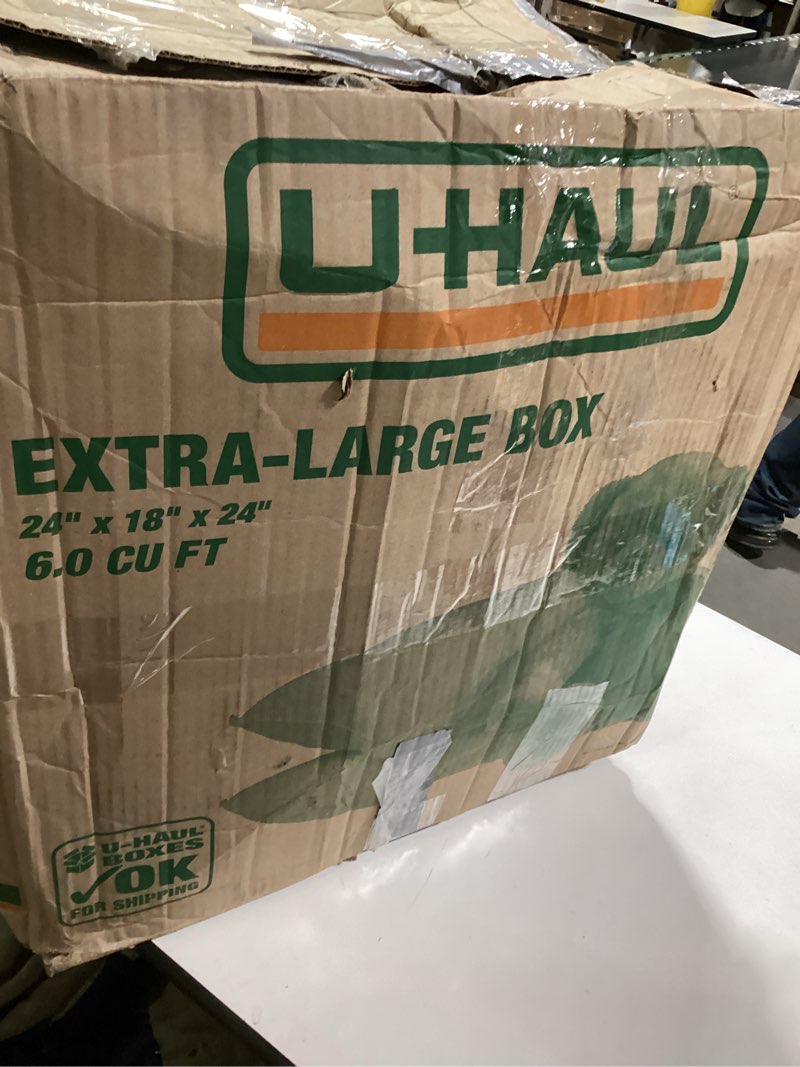 U-HAUL
EXTRA-LARGE BOX
24" x 18" x 24"
6.0 CU FT
U-HAUL
BOXES
OK
FOR SHIPPING